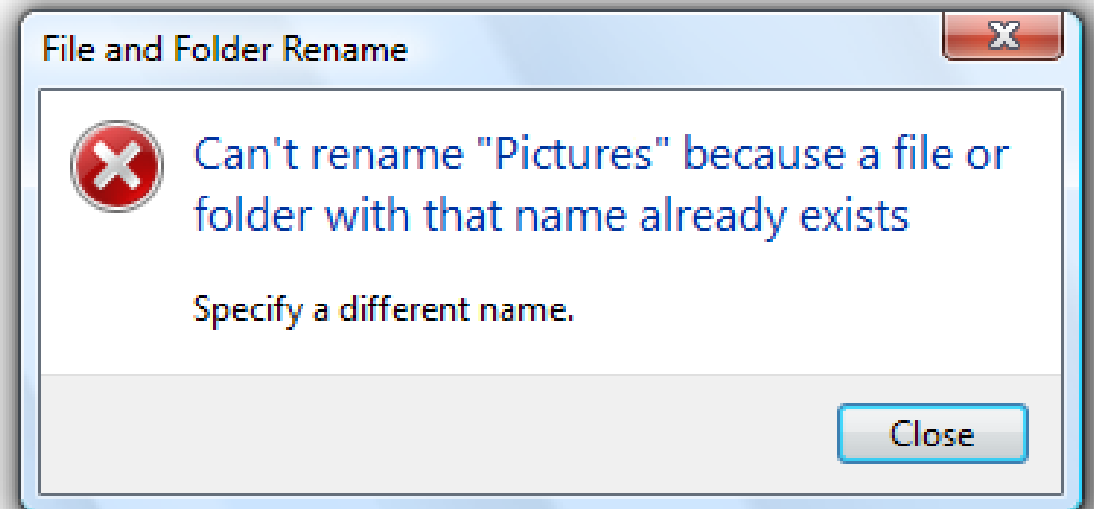 File and Folder Rename
Can't rename "Pictures" because a file or
folder with that name already exists
Specify a different name.
Close